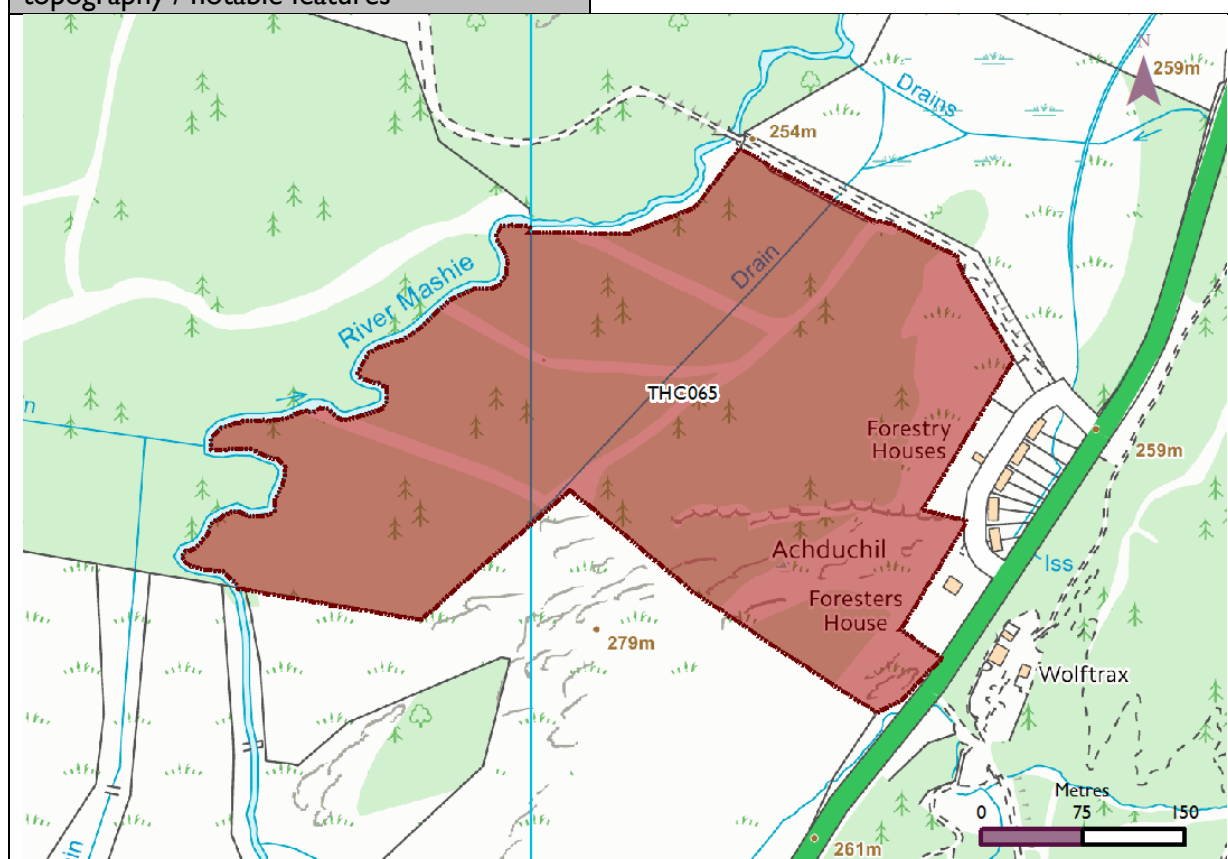 topography / notable features
N
259m
Drains
254m
River Mashie
Drain
THC065
Forestry
Houses
259m
Achduchil
Iss
Foresters
House
279m
Wolftrax
Metres
0 75 150
261m